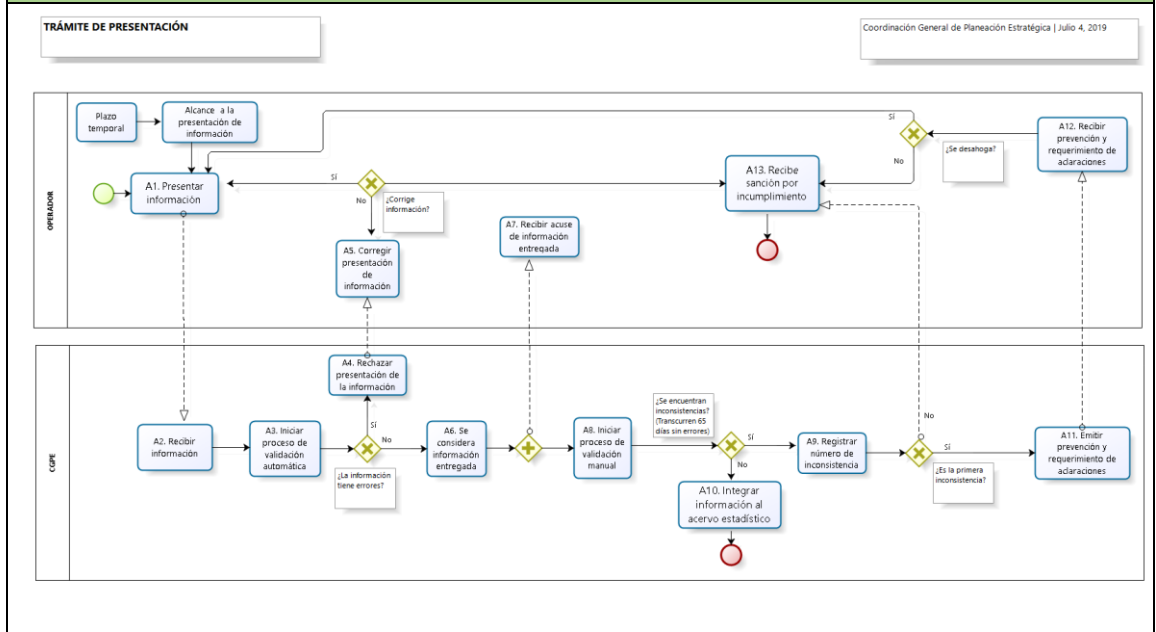 TRÁMITE DE PRESENTACIÓN
Coordinación General de Planeación Estratégica | Julio 4, 2019
OPERADOR
Plazo
temporal
Alcance a la
presentación de
información
A1. Presentar
información
Sí
No
¿Corrige
información?
A5. Corregir
presentación
de
información
A7. Recibir acuse
de información
entregada
A13. Recibe
sanción por
incumplimiento
Sí
No
¿Se desahoga?
A12. Recibir
prevención y
requerimiento de
aclaraciones
CGPE
A2. Recibir
información
A3. Iniciar
proceso de
validación
automática
A4. Rechazar
presentación de
la información
Sí
No
¿La información
tiene errores?
A6. Se
considera
información
entregada
A8. Iniciar
proceso de
validación
manual
¿Se encuentran
inconsistencias?
(Transcurren 65
días sin errores)
Sí
No
A10. Integrar
información al
acervo estadístico
A9. Registrar
número de
inconsistencia
No
Sí
¿Es la primera
inconsistencia?
A11. Emitir
prevención y
requerimiento de
aclaraciones